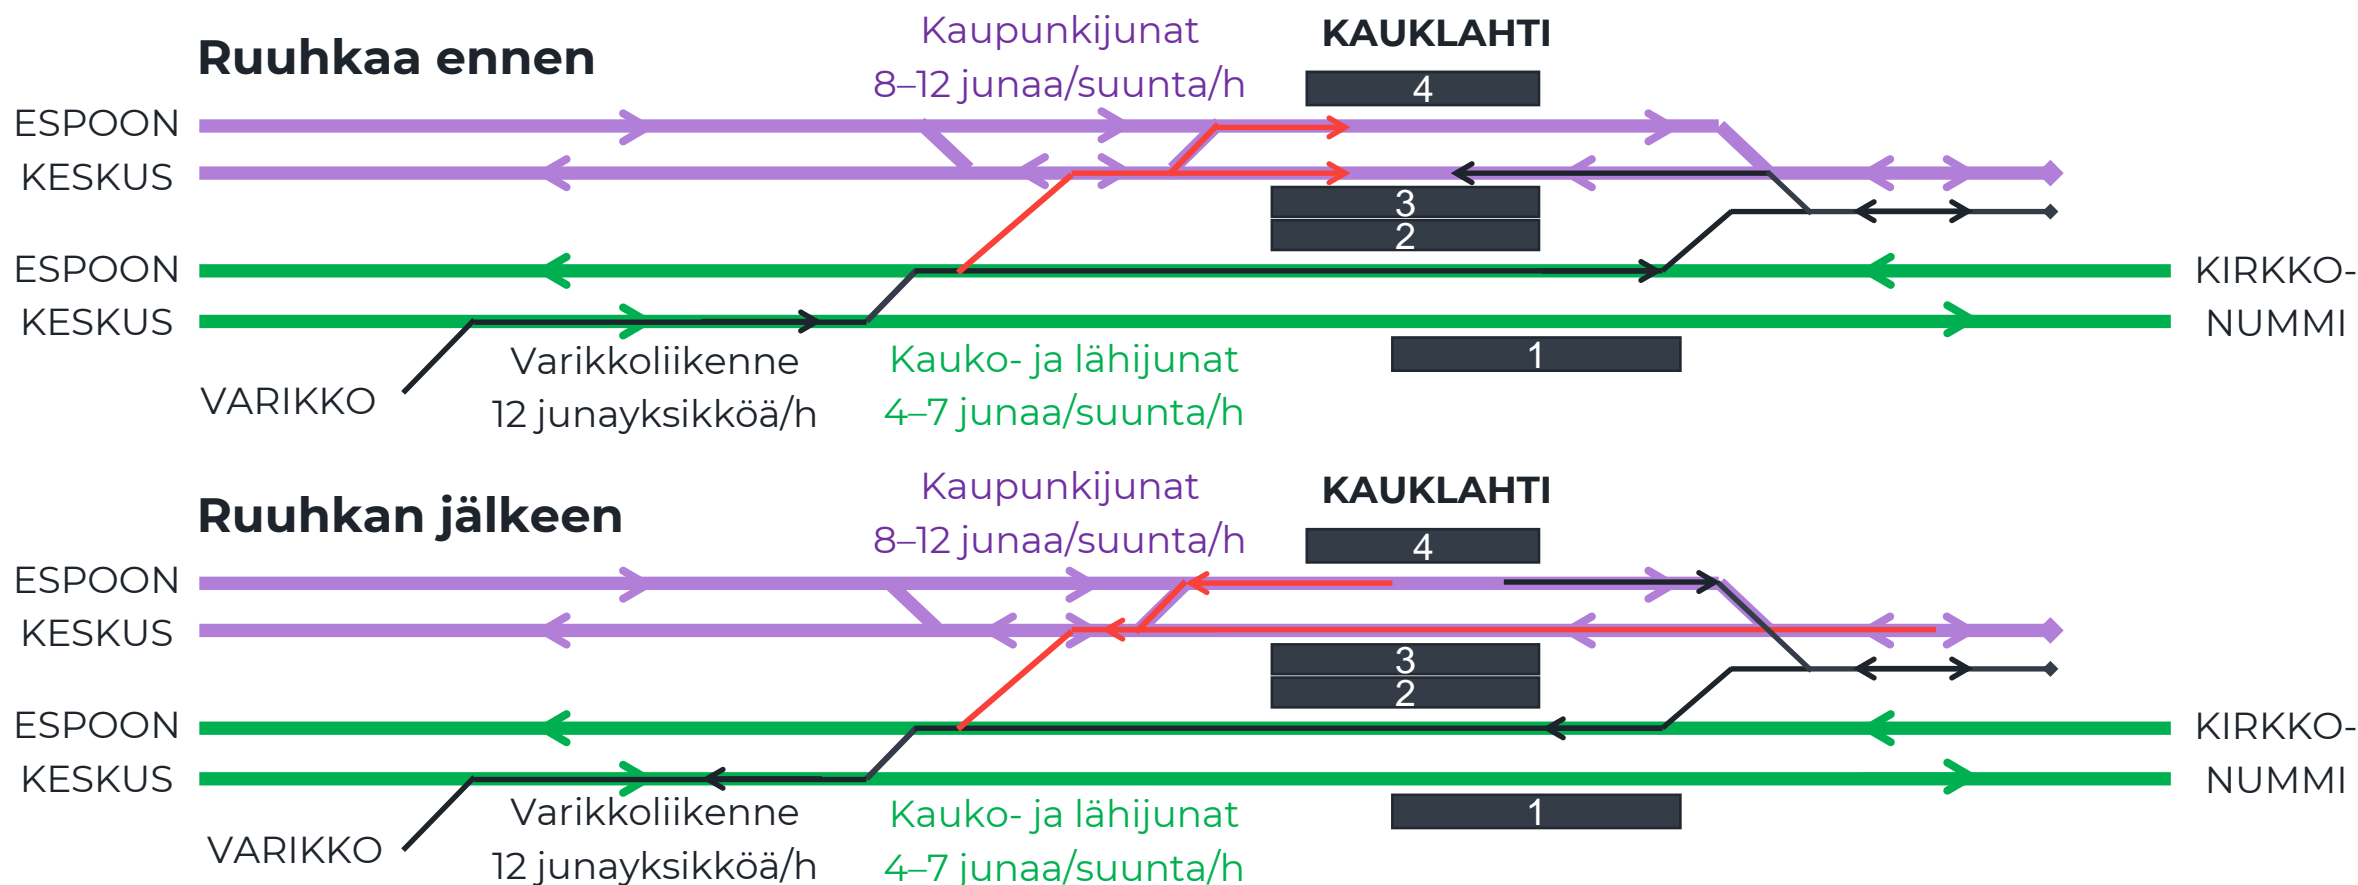 Ruuhkaa ennen
Kaupunkijunat
8–12 junaa/suunta/h
KAUKLAHTI
4
ESPOON
KESKUS
3
2
ESPOON
KESKUS
KIRKKO-
NUMMI
1
VARIKKO
Varikkoliikenne
12 junayksikköä/h
Kauko- ja lähijunat
4–7 junaa/suunta/h
Ruuhkan jälkeen
Kaupunkijunat
8–12 junaa/suunta/h
KAUKLAHTI
4
ESPOON
KESKUS
3
2
ESPOON
KESKUS
KIRKKO-
NUMMI
1
VARIKKO
Varikkoliikenne
12 junayksikköä/h
Kauko- ja lähijunat
4–7 junaa/suunta/h